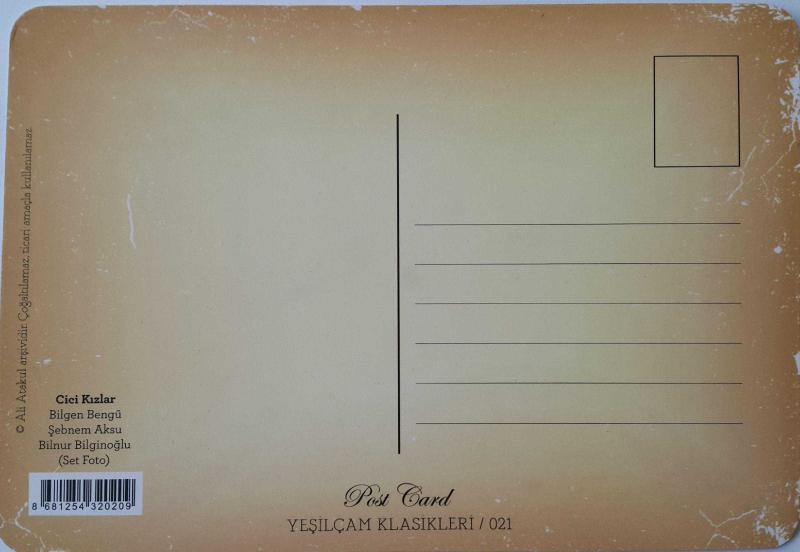 © Ali Atakul arşividir. Çoğaltılamaz, ticari amaçla kullanılamaz.
Cici Kızlar
Bilgen Bengü
Şebnem Aksu
Bilnur Bilginoğlu
(Set Foto)
8 681254 320209
Post Card
YEŞİLÇAM KLASİKLERİ / 021